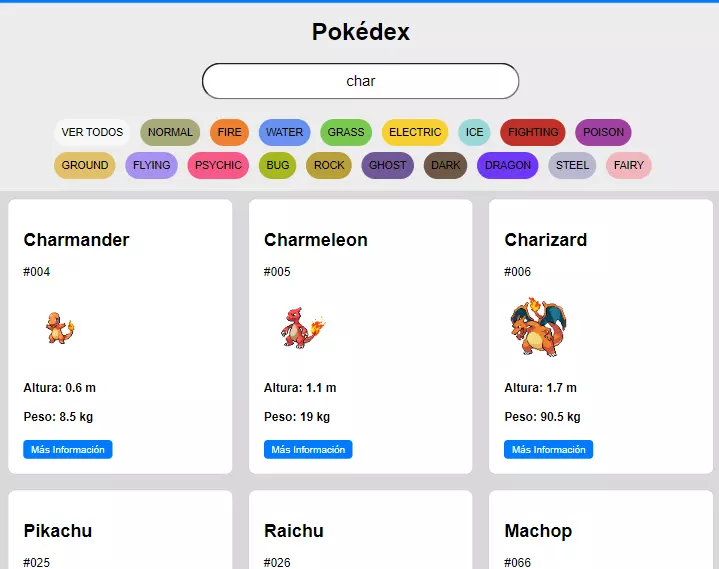 Pokédex
char
VER TODOS NORMAL FIRE WATER GRASS ELECTRIC ICE FIGHTING POISON
GROUND FLYING PSYCHIC BUG ROCK GHOST DARK DRAGON STEEL FAIRY
Charmander
#004
Altura: 0.6 m
Peso: 8.5 kg
Más Información
Charmeleon
#005
Altura: 1.1 m
Peso: 19 kg
Más Información
Charizard
#006
Altura: 1.7 m
Peso: 90.5 kg
Más Información
Pikachu
#025
Raichu
#026
Machop
#066